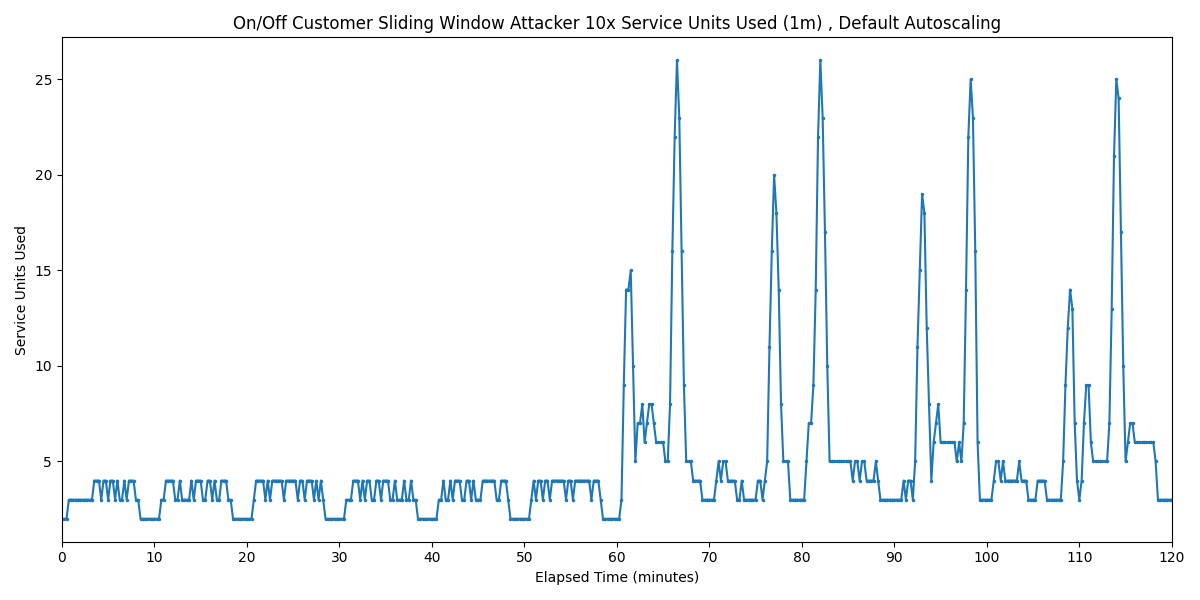 On/Off Customer Sliding Window Attacker 10x Service Units Used (1m) , Default Autoscaling
Service Units Used
25
20
15
10
5
0 10 20 30 40 50 60 70 80 90 100 110 120
Elapsed Time (minutes)